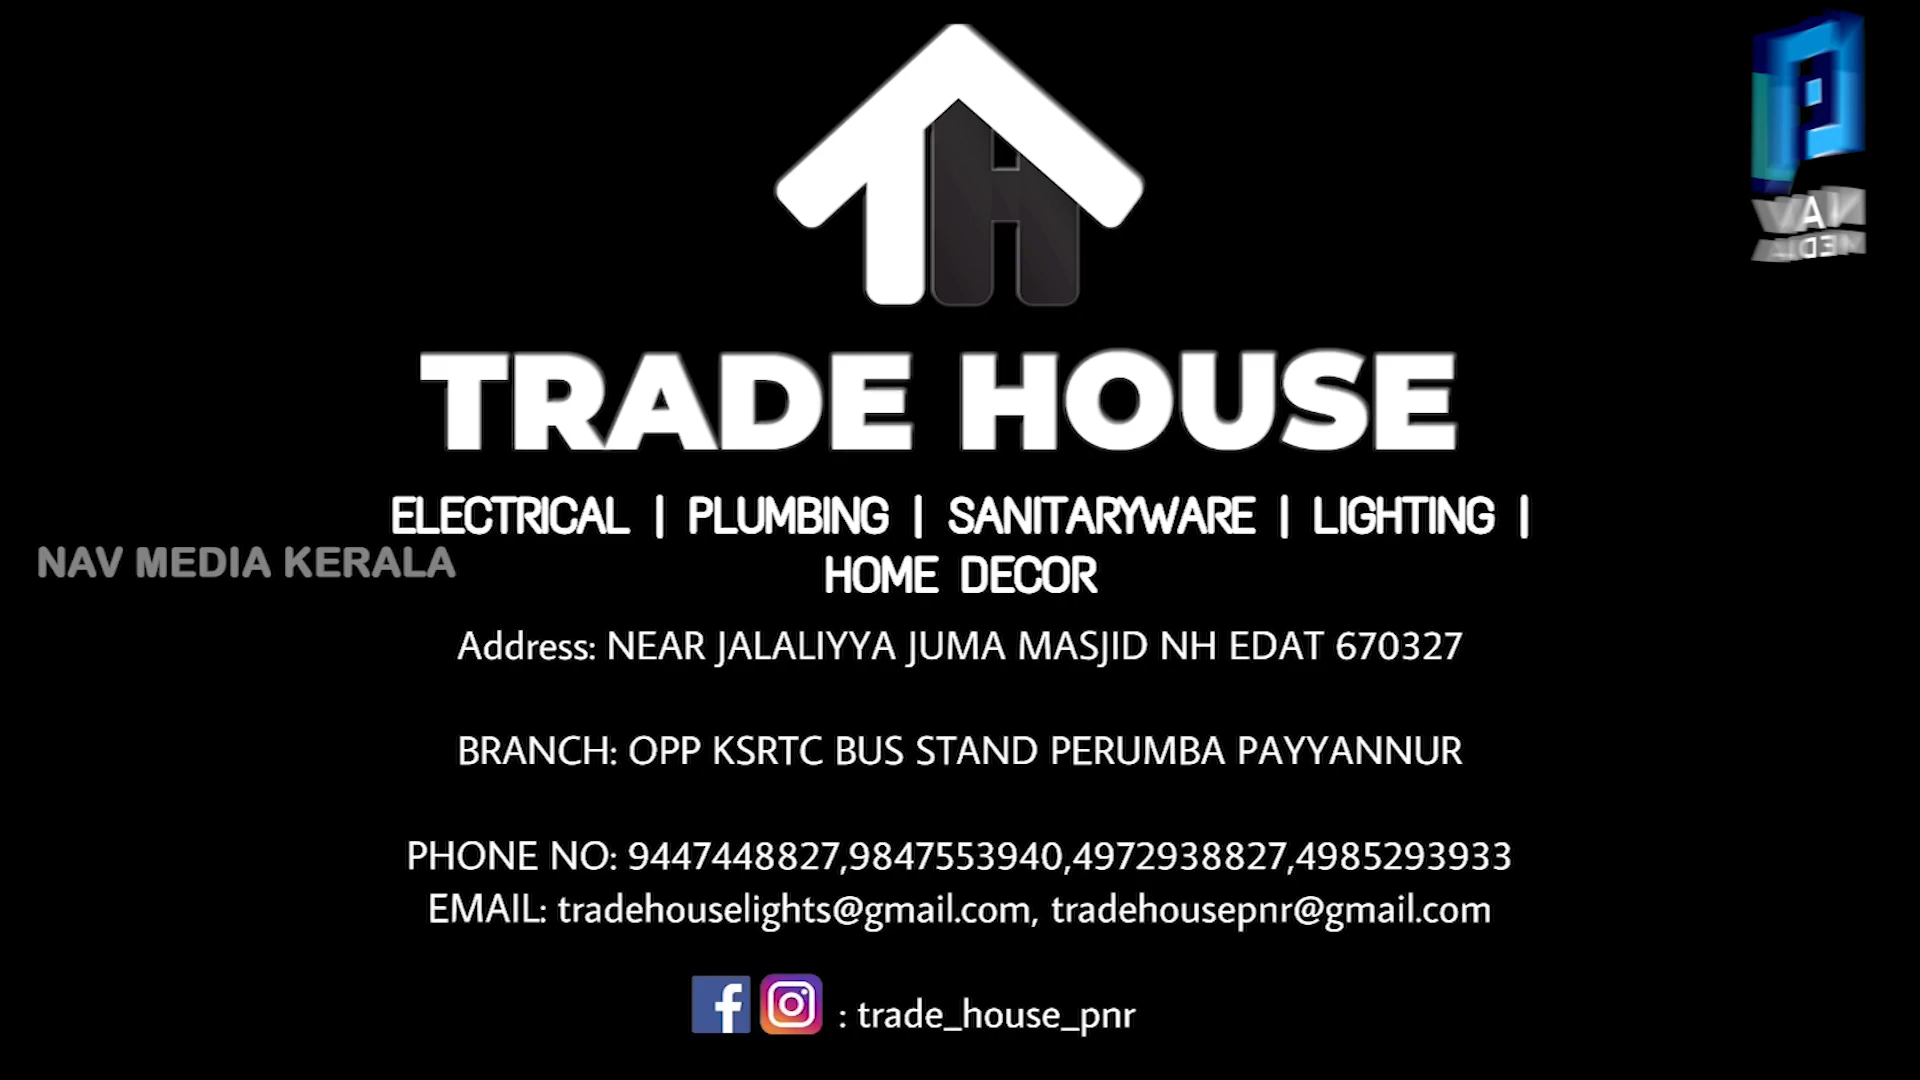 TH
TRADE HOUSE
ELECTRICAL | PLUMBING | SANITARYWARE | LIGHTING |
HOME DECOR
NAV MEDIA KERALA
Address: NEAR JALALIYYA JUMA MASJID NH EDAT 670327
BRANCH: OPP KSRTC BUS STAND PERUMBA PAYYANNUR
PHONE NO: 9447448827,9847553940,4972938827,4985293933
EMAIL: tradehouselights@gmail.com, tradehousepnr@gmail.com
: trade_house_pnr